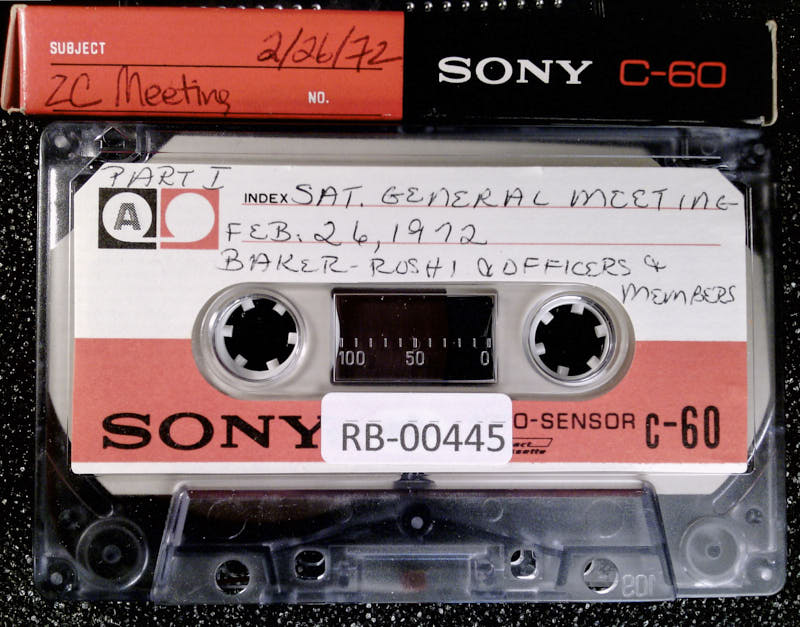 SUBJECT
2/26/72
ZC Meeting
NO.
SONY C-60
PART I
A
INDEX SAT. GENERAL MEETING
FEB. 26, 1972
BAKER-ROSHI & OFFICERS &
MEMBERS
100 50 0
SONY
RB-00445
O-SENSOR C-60